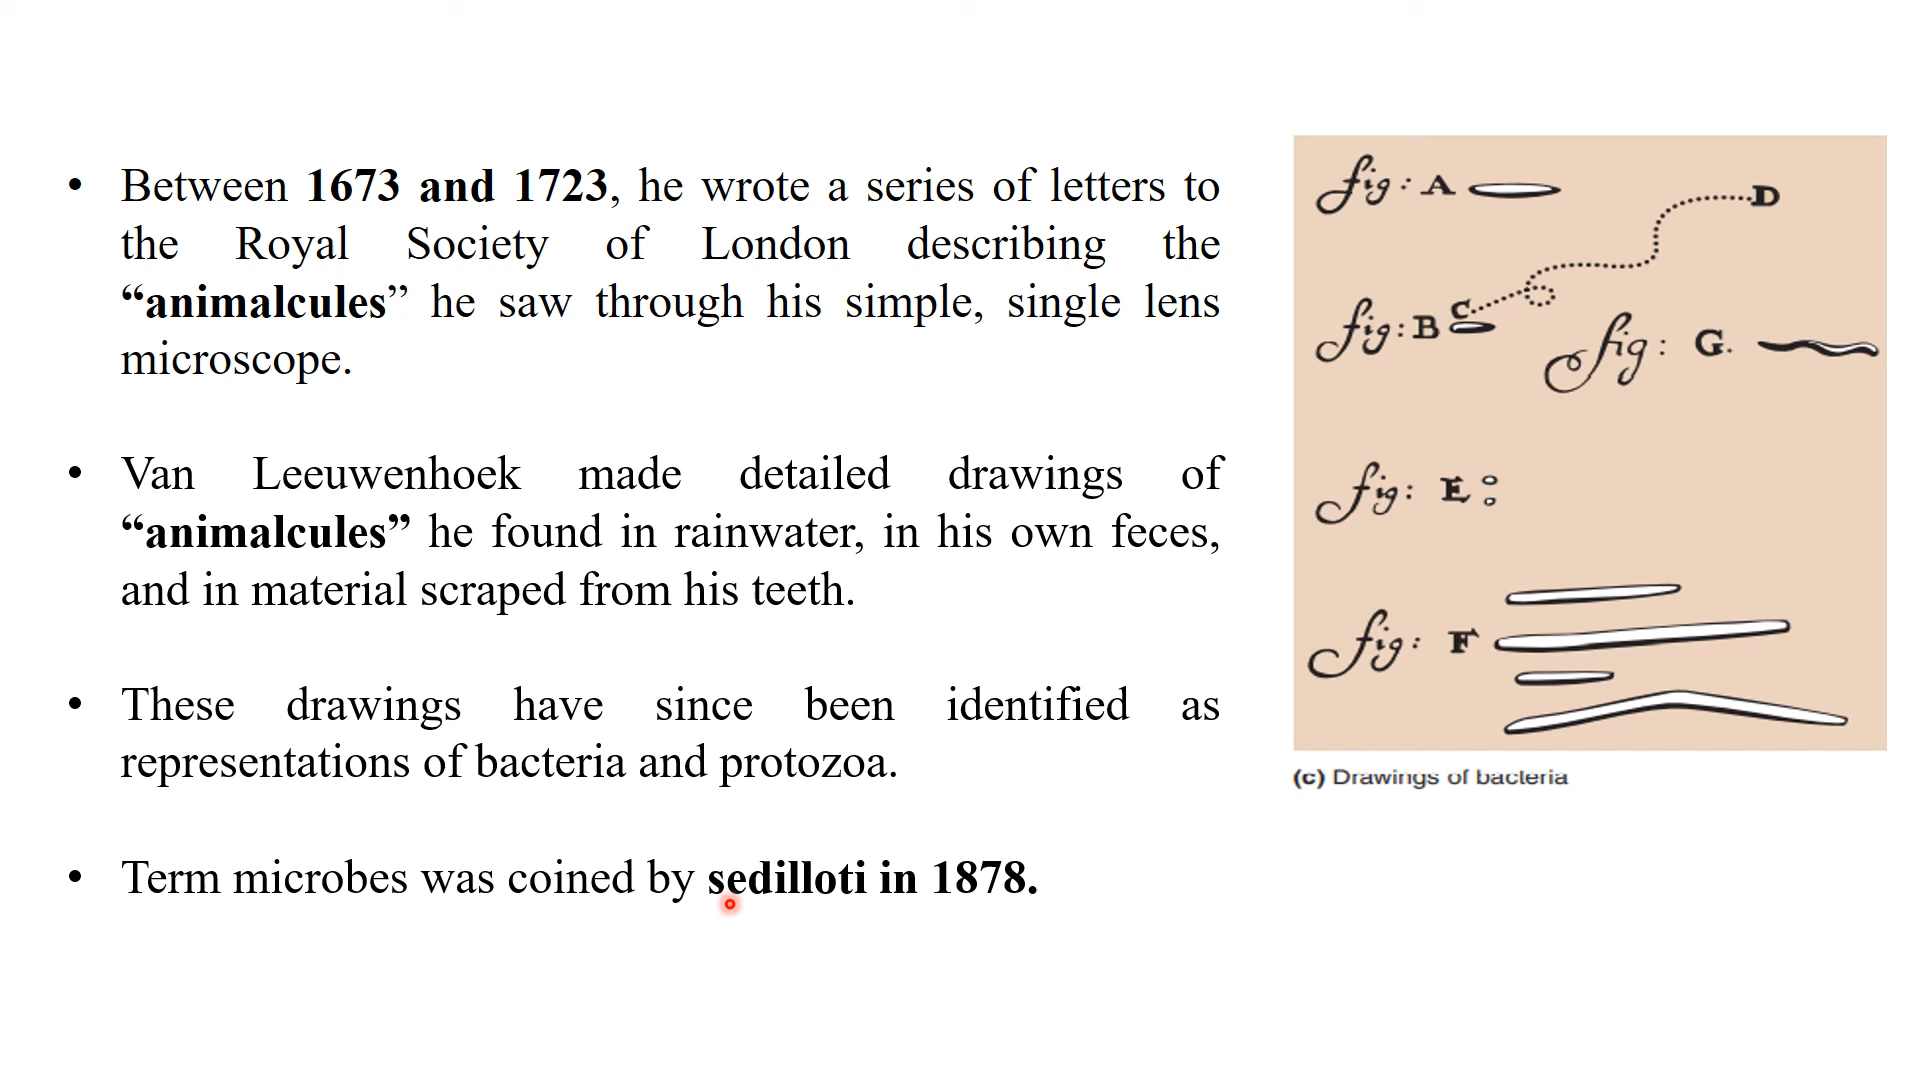 • Between 1673 and 1723, he wrote a series of letters to
the Royal Society of London describing the
“animalcules” he saw through his simple, single lens
microscope.
• Van Leeuwenhoek made detailed drawings of
“animalcules” he found in rainwater, in his own feces,
and in material scraped from his teeth.
• These drawings have since been identified as
representations of bacteria and protozoa.
• Term microbes was coined by sedilloti in 1878.
fig: A
D
fig: B C
fig: G.
fig: E
fig: F
(c) Drawings of bacteria